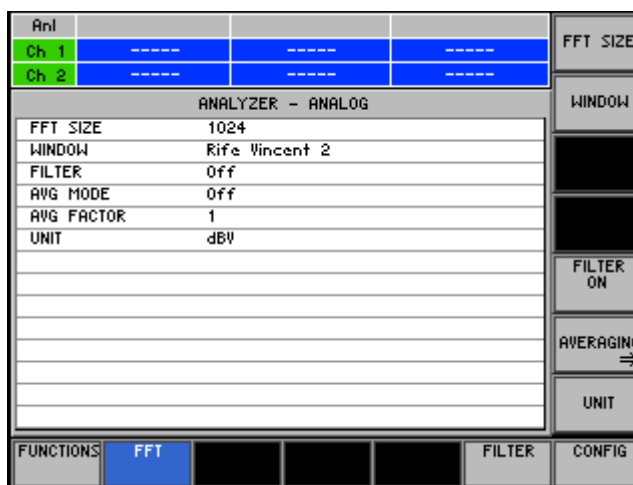 Anl
Ch 1 ----- ----- -----
Ch 2 ----- ----- -----
ANALYZER - ANALOG
FFT SIZE 1024
WINDOW Rife Vincent 2
FILTER Off
AVG MODE Off
AVG FACTOR 1
UNIT dBV
FFT SIZE
WINDOW
FILTER
ON
AVERAGING
⇒
UNIT
FUNCTIONS FFT FILTER CONFIG